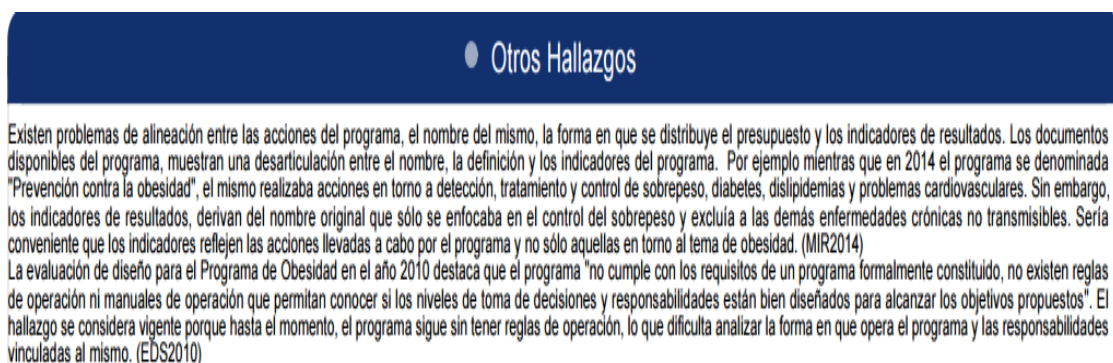 Otros Hallazgos
Existen problemas de alineación entre las acciones del programa, el nombre del mismo, la forma en que se distribuye el presupuesto y los indicadores de resultados. Los documentos
disponibles del programa, muestran una desarticulación entre el nombre, la definición y los indicadores del programa. Por ejemplo mientras que en 2014 el programa se denominada
"Prevención contra la obesidad", el mismo realizaba acciones en torno a detección, tratamiento y control de sobrepeso, diabetes, dislipidemias y problemas cardiovasculares. Sin embargo,
los indicadores de resultados, derivan del nombre original que sólo se enfocaba en el control del sobrepeso y excluía a las demás enfermedades crónicas no transmisibles. Sería
conveniente que los indicadores reflejen las acciones llevadas a cabo por el programa y no sólo aquellas en torno al tema de obesidad. (MIR2014)
La evaluación de diseño para el Programa de Obesidad en el año 2010 destaca que el programa "no cumple con los requisitos de un programa formalmente constituido, no existen reglas
de operación ni manuales de operación que permitan conocer si los niveles de toma de decisiones y responsabilidades están bien diseñados para alcanzar los objetivos propuestos". El
hallazgo se considera vigente porque hasta el momento, el programa sigue sin tener reglas de operación, lo que dificulta analizar la forma en que opera el programa y las responsabilidades
vinculadas al mismo. (EDS2010)